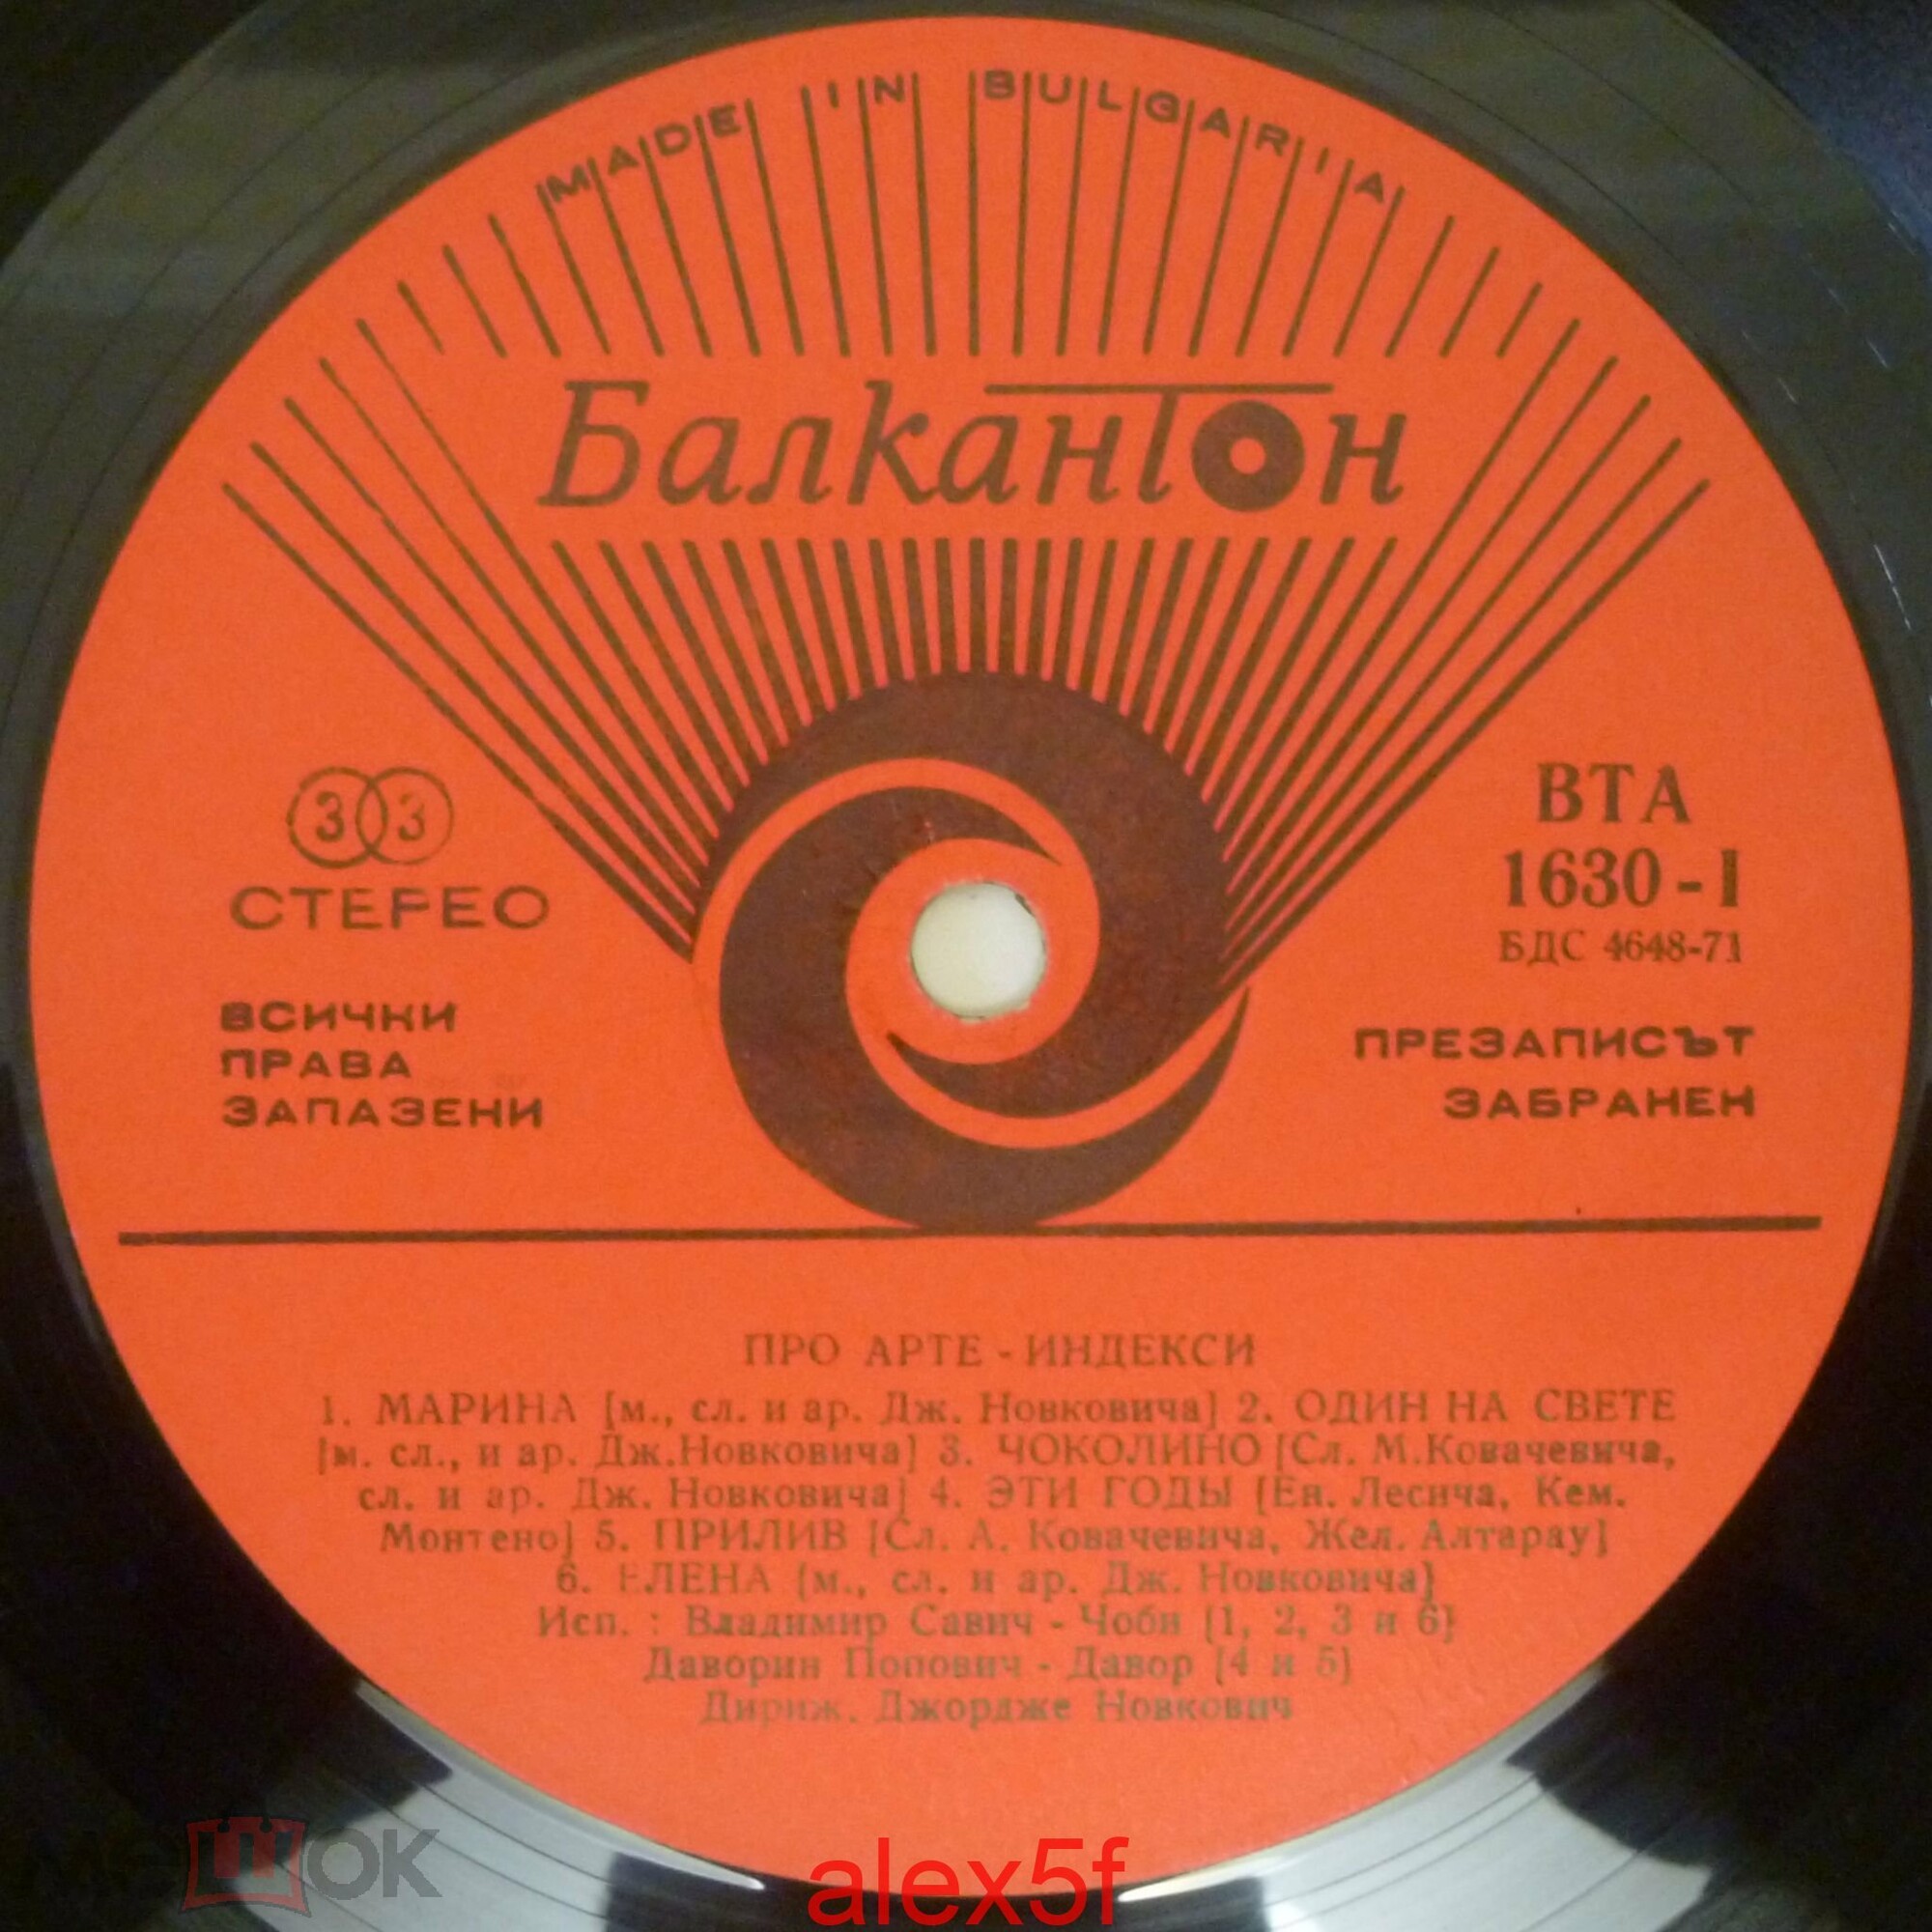 MADE IN BULGARIA
Балкантон
33
СТЕРЕО
ВТА
1630-I
БДС 4648-71
ВСИЧКИ
ПРАВА
ЗАПАЗЕНИ
ПРЕЗАПИСЪТ
ЗАБРАНЕН
ПРО АРТЕ - ИНДЕКСИ
1. МАРИНА [м., сл. и ар. Дж. Новковича] 2. ОДИН НА СВЕТЕ
[м. сл., и ар. Дж.Новковича] 3. ЧОКОЛИНО [Сл. М.Ковачевича,
сл. и ар. Дж. Новковича] 4. ЭТИ ГОДЫ [Ен. Лесича, Кем.
Монтено] 5. ПРИЛИВ [Сл. А. Ковачевича, Жел. Алтарау]
6. ЕЛЕНА [м., сл. и ар. Дж. Новковича]
Исп. : Владимир Савич - Чоби [1, 2, 3 и 6]
Даворин Попович - Давор [4 и 5]
Дириж. Джордже Новкович
мешок
alex5f